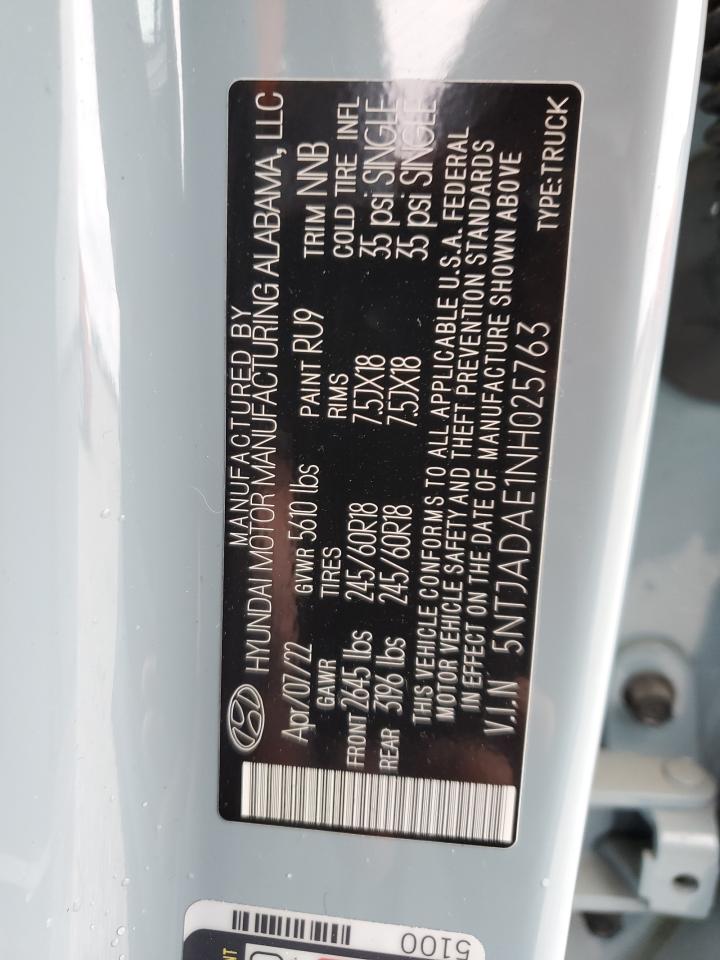 MANUFACTURED BY
HYUNDAI MOTOR MANUFACTURING ALABAMA, LLC
Apr/07/22 GVWR 5610 lbs PAINT RU9 TRIM NNB
GAWR TIRES RIMS COLD TIRE INFL
FRONT 2645 lbs 245/60R18 7.5JX18 35 psi SINGLE
REAR 3196 lbs 245/60R18 7.5JX18 35 psi SINGLE
THIS VEHICLE CONFORMS TO ALL APPLICABLE U.S.A. FEDERAL
MOTOR VEHICLE SAFETY AND THEFT PREVENTION STANDARDS
IN EFFECT ON THE DATE OF MANUFACTURE SHOWN ABOVE
V.I.N 5NTJADAE1NH025763
TYPE: TRUCK
5100